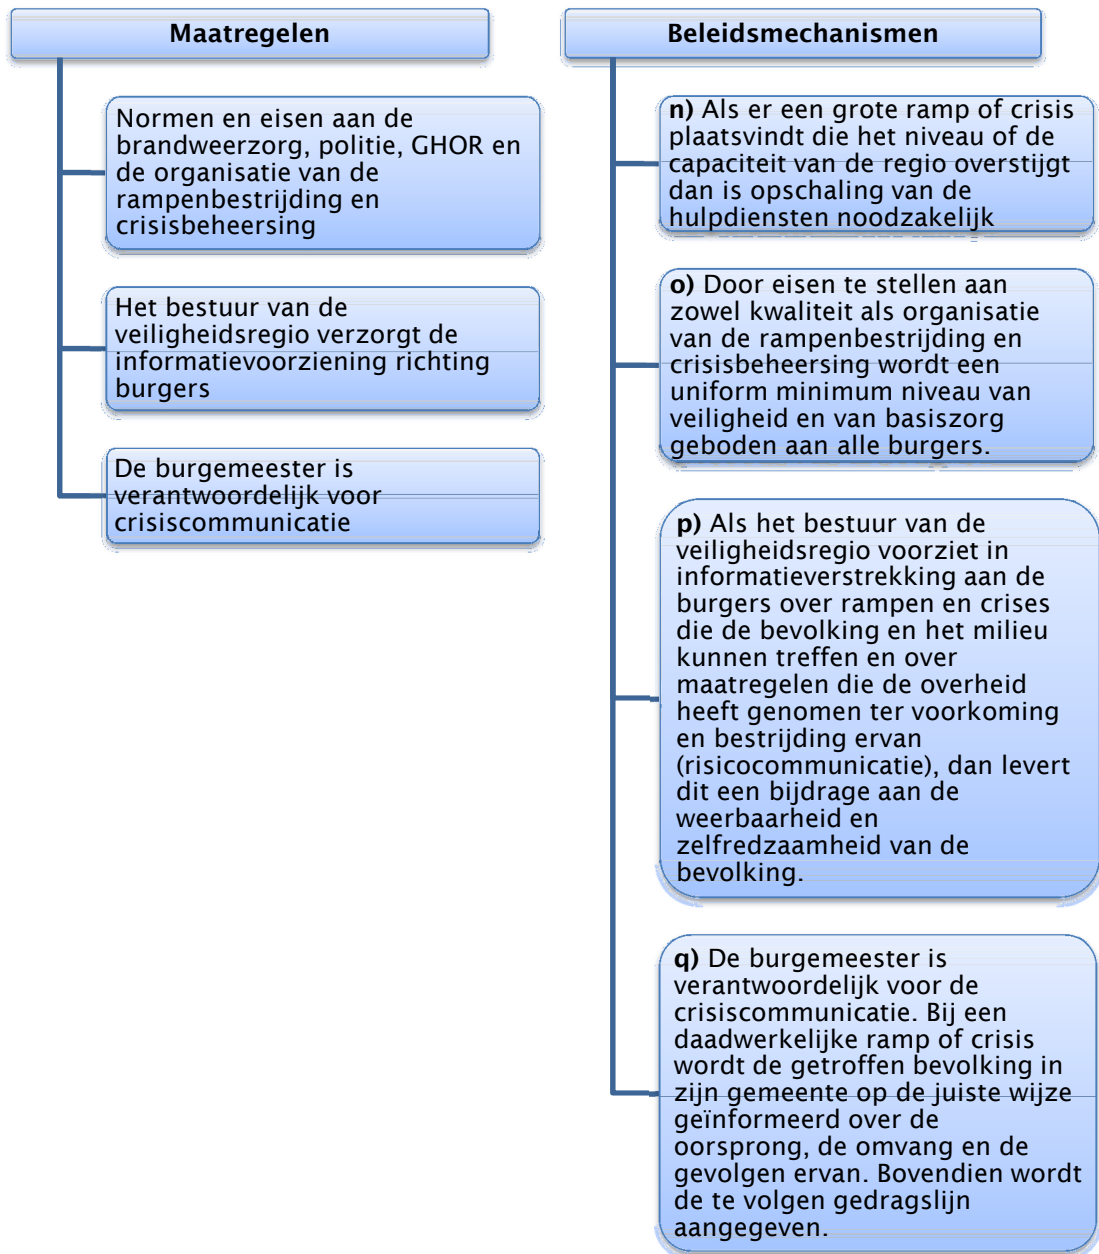 Maatregelen
Normen en eisen aan de
brandweerzorg, politie, GHOR en
de organisatie van de
rampenbestrijding en
crisisbeheersing
Het bestuur van de
veiligheidsregio verzorgt de
informatievoorziening richting
burgers
De burgemeester is
verantwoordelijk voor
crisiscommunicatie
Beleidsmechanismen
n) Als er een grote ramp of crisis
plaatsvindt die het niveau of de
capaciteit van de regio overstijgt
dan is opschaling van de
hulpdiensten noodzakelijk
o) Door eisen te stellen aan
zowel kwaliteit als organisatie
van de rampenbestrijding en
crisisbeheersing wordt een
uniform minimum niveau van
veiligheid en van basiszorg
geboden aan alle burgers.
p) Als het bestuur van de
veiligheidsregio voorziet in
informatieverstrekking aan de
burgers over rampen en crises
die de bevolking en het milieu
kunnen treffen en over
maatregelen die de overheid
heeft genomen ter voorkoming
en bestrijding ervan
(risicocommunicatie), dan levert
dit een bijdrage aan de
weerbaarheid en
zelfredzaamheid van de
bevolking.
q) De burgemeester is
verantwoordelijk voor de
crisiscommunicatie. Bij een
daadwerkelijke ramp of crisis
wordt de getroffen bevolking in
zijn gemeente op de juiste wijze
geïnformeerd over de
oorsprong, de omvang en de
gevolgen ervan. Bovendien wordt
de te volgen gedragslijn
aangegeven.